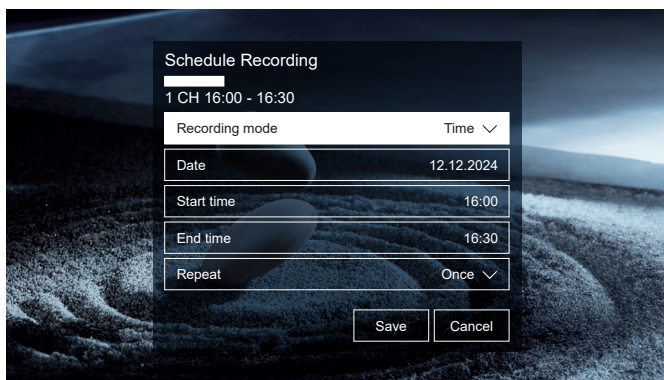 Schedule Recording
1 CH 16:00 - 16:30
Recording mode Time
Date 12.12.2024
Start time 16:00
End time 16:30
Repeat Once
Save Cancel